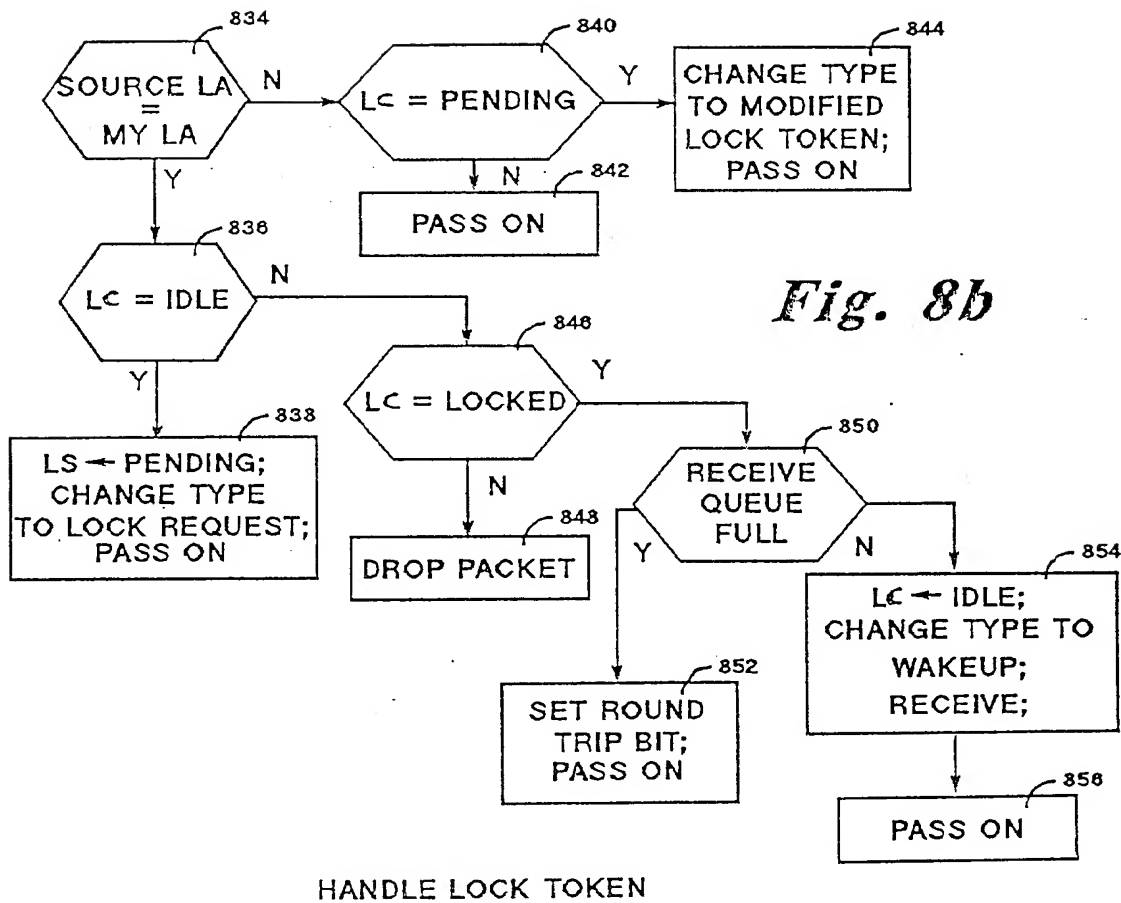 834
SOURCE LA
=
MY LA
N
Y
840
LC = PENDING
Y
N
844
CHANGE TYPE
TO MODIFIED
LOCK TOKEN;
PASS ON
842
PASS ON
836
LC = IDLE
N
Y
Fig. 8b
846
LC = LOCKED
Y
N
838
LS ← PENDING;
CHANGE TYPE
TO LOCK REQUEST;
PASS ON
848
DROP PACKET
850
RECEIVE
QUEUE
FULL
Y
N
852
SET ROUND
TRIP BIT;
PASS ON
854
LC ← IDLE;
CHANGE TYPE TO
WAKEUP;
RECEIVE;
856
PASS ON
HANDLE LOCK TOKEN